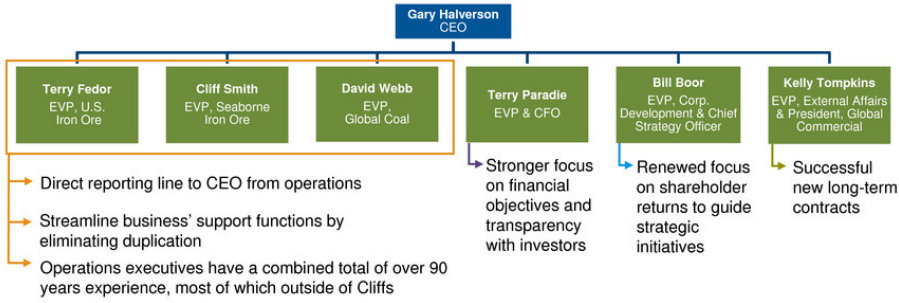 Gary Halverson
CEO
Terry Fedor
EVP, U.S.
Iron Ore
Cliff Smith
EVP, Seaborne
Iron Ore
David Webb
EVP,
Global Coal
Terry Paradie
EVP & CFO
Bill Boor
EVP, Corp.
Development & Chief
Strategy Officer
Kelly Tompkins
EVP, External Affairs
& President, Global
Commercial
Direct reporting line to CEO from operations
Streamline business' support functions by
eliminating duplication
Operations executives have a combined total of over 90
years experience, most of which outside of Cliffs
Stronger focus
on financial
objectives and
transparency
with investors
Renewed focus
on shareholder
returns to guide
strategic
initiatives
Successful
new long-term
contracts